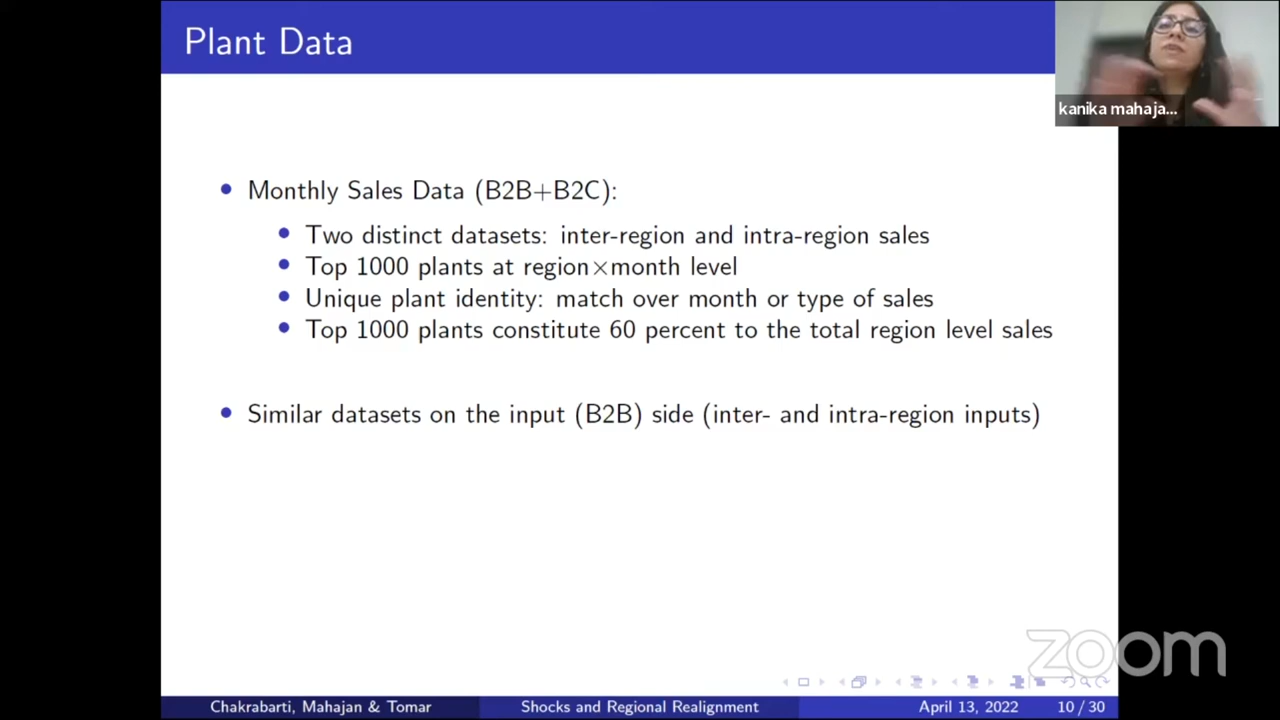 Plant Data
kanika mahaja...
Monthly Sales Data (B2B+B2C):
Two distinct datasets: inter-region and intra-region sales
Top 1000 plants at region×month level
Unique plant identity: match over month or type of sales
Top 1000 plants constitute 60 percent to the total region level sales
Similar datasets on the input (B2B) side (inter- and intra-region inputs)
zoom
Chakrabarti, Mahajan & Tomar Shocks and Regional Realignment April 13, 2022 10 / 30